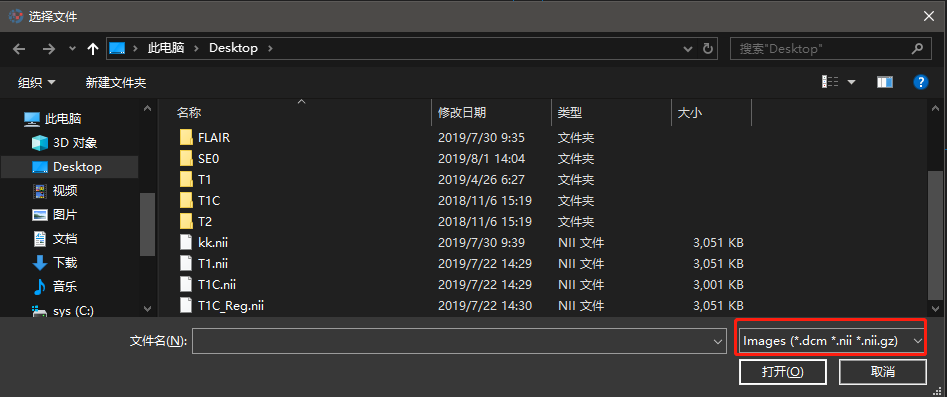 选择文件
此电脑 Desktop
搜索"Desktop"
组织 新建文件夹
名称 修改日期 类型 大小
此电脑
3D 对象
Desktop
视频
图片
文档
下载
音乐
sys (C:)
FLAIR 2019/7/30 9:35 文件夹
SE0 2019/8/1 14:04 文件夹
T1 2019/4/26 6:27 文件夹
T1C 2018/11/6 15:19 文件夹
T2 2018/11/6 15:19 文件夹
kk.nii 2019/7/30 9:39 NII 文件 3,051 KB
T1.nii 2019/7/22 14:29 NII 文件 3,051 KB
T1C.nii 2019/7/22 14:29 NII 文件 3,001 KB
T1C_Reg.nii 2019/7/22 14:30 NII 文件 3,051 KB
文件名(N):
Images (*.dcm *.nii *.nii.gz)
打开(O) 取消